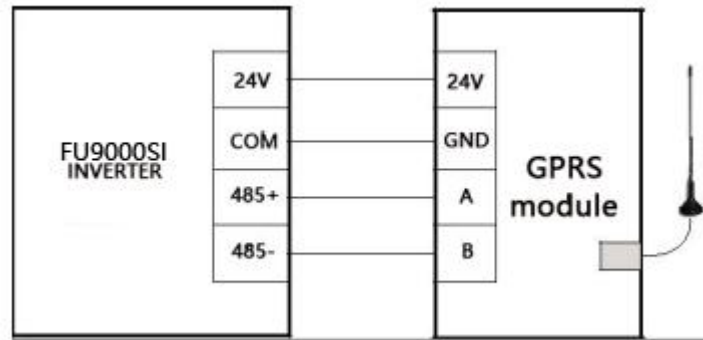 FU9000SI
INVERTER
24V
COM
485+
485-
24V
GND
A
B
GPRS
module